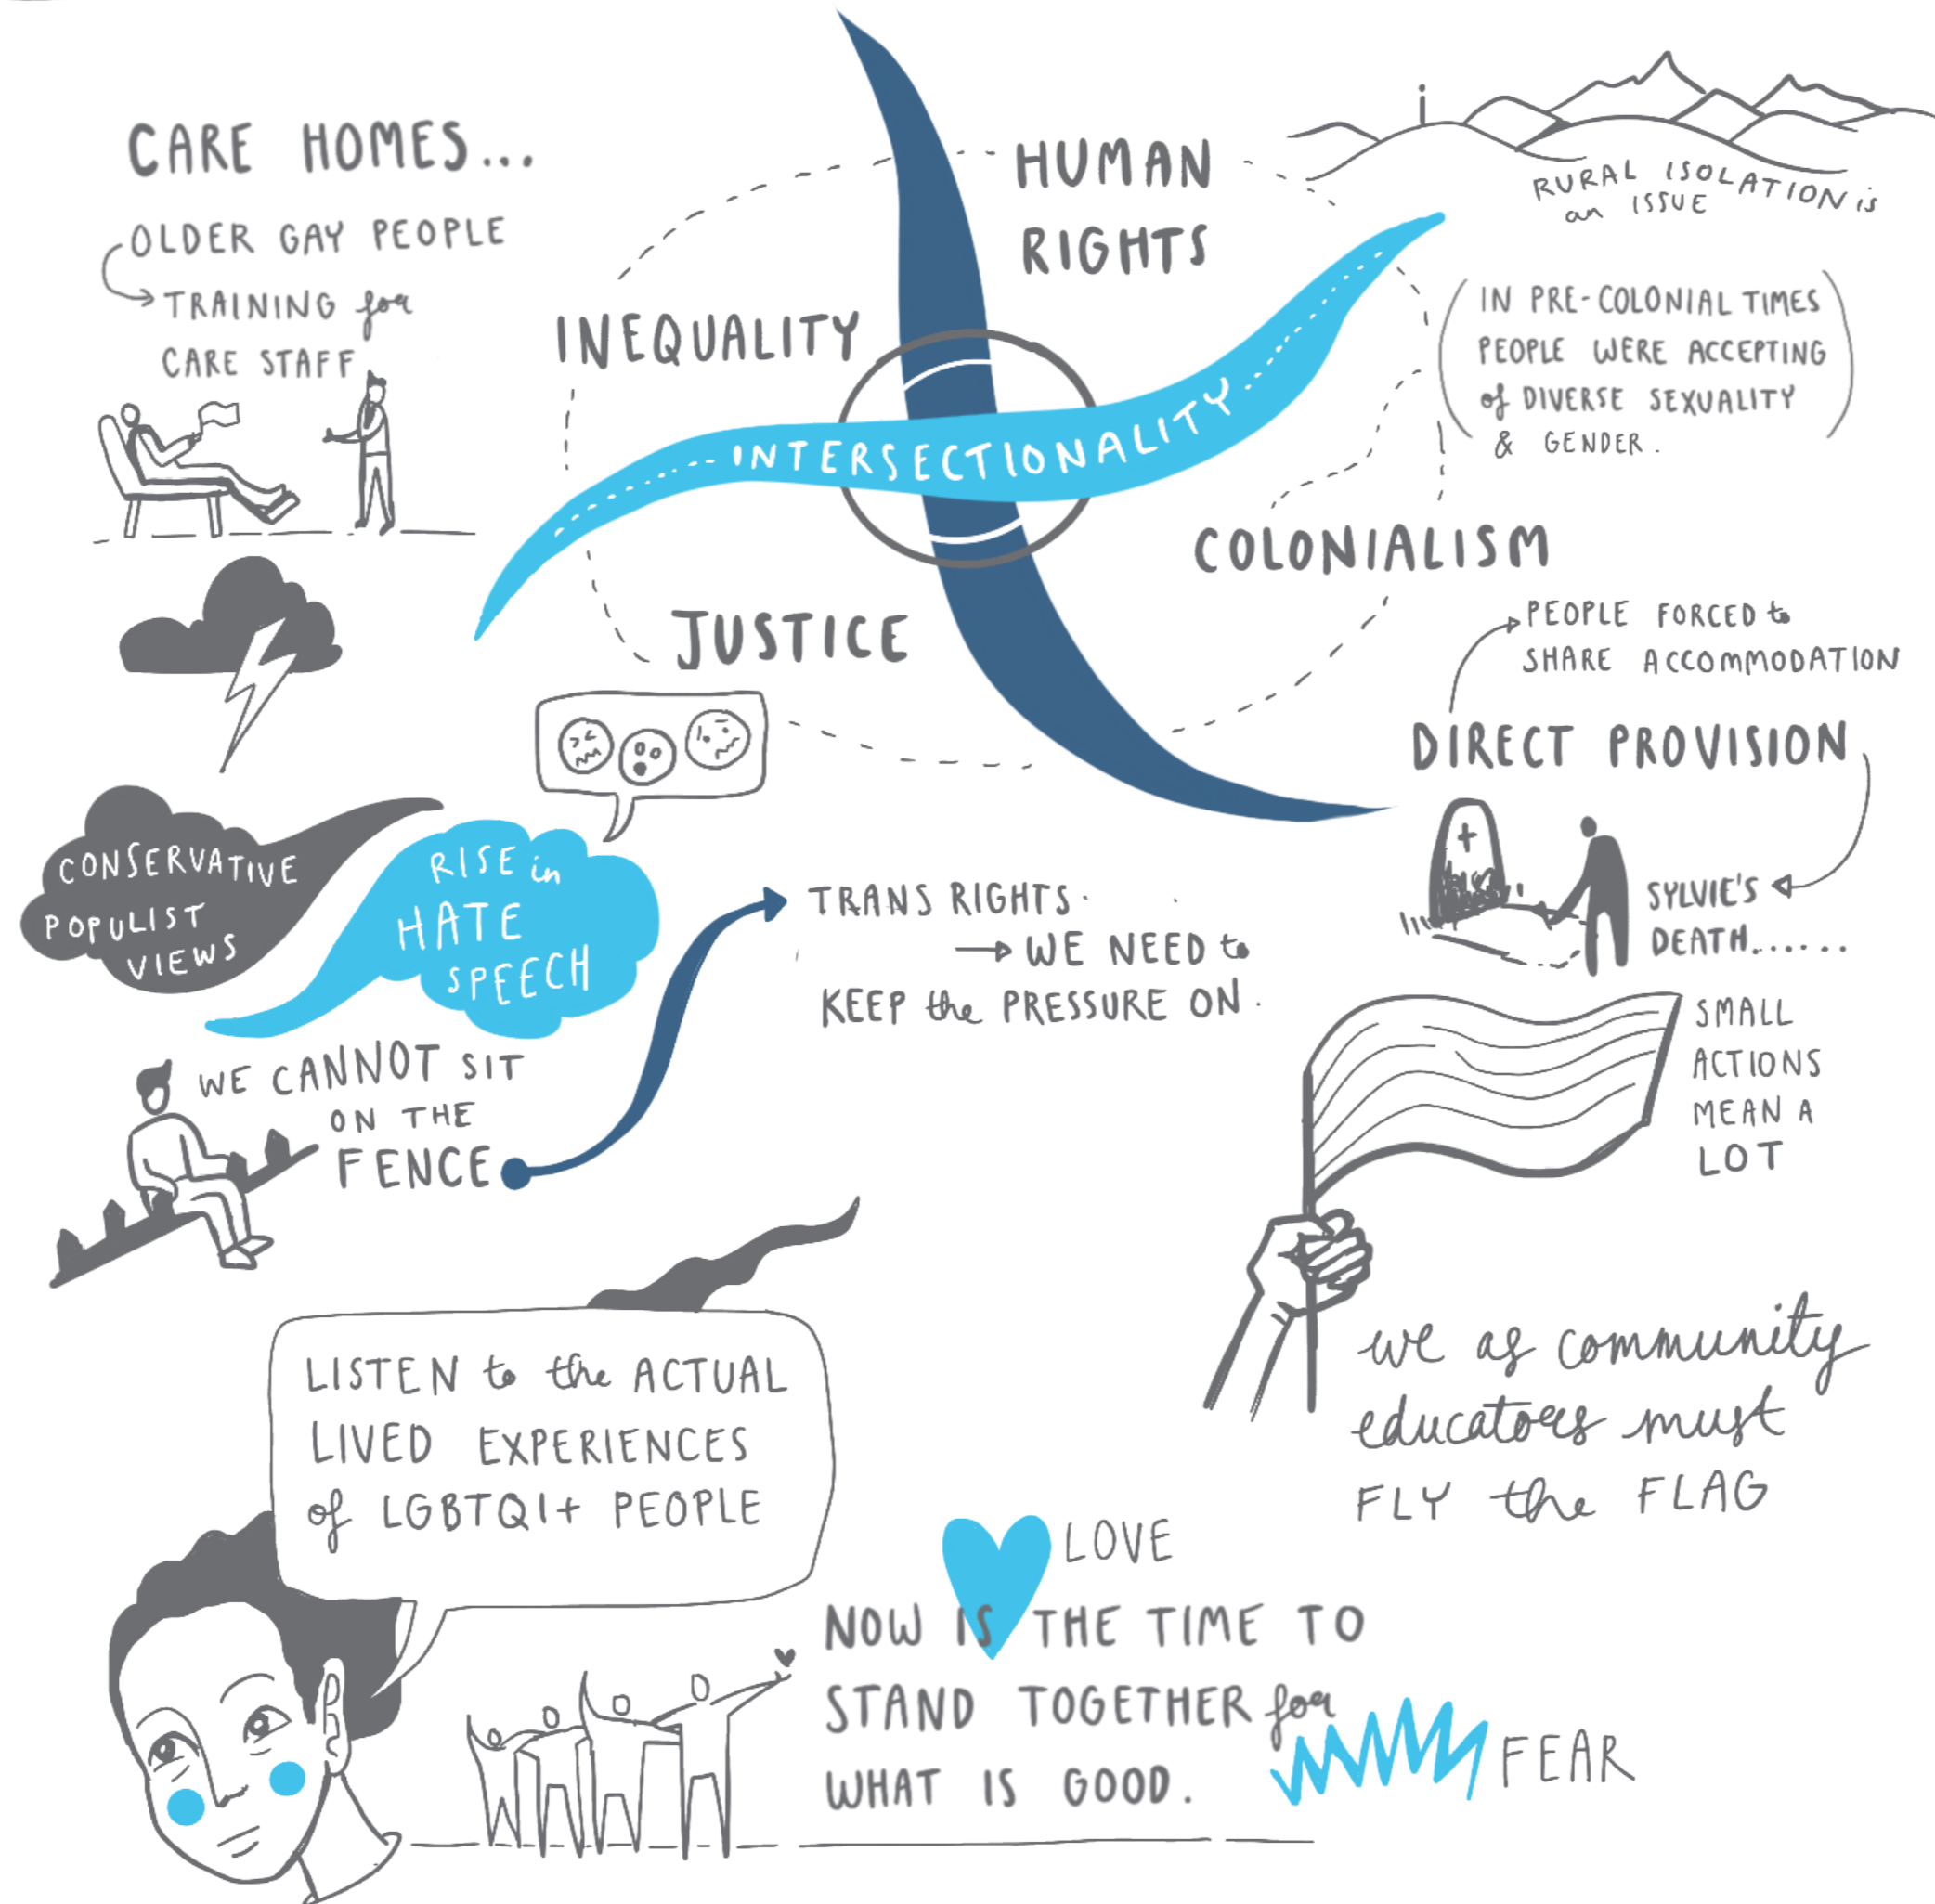 CARE HOMES...
OLDER GAY PEOPLE
TRAINING for
CARE STAFF
HUMAN
RIGHTS
INEQUALITY
INTERSECTIONALITY
JUSTICE
COLONIALISM
RURAL ISOLATION is
an ISSUE
(IN PRE-COLONIAL TIMES
PEOPLE WERE ACCEPTING
of DIVERSE SEXUALITY
& GENDER.)
PEOPLE FORCED to
SHARE ACCOMMODATION
DIRECT PROVISION
SYLVIE'S
DEATH......
CONSERVATIVE
POPULIST
VIEWS
RISE in
HATE
SPEECH
WE CANNOT SIT
ON THE
FENCE
TRANS RIGHTS.
WE NEED to
KEEP the PRESSURE ON.
SMALL
ACTIONS
MEAN A
LOT
we as community
educators must
FLY the FLAG
LISTEN to the ACTUAL
LIVED EXPERIENCES
of LGBTQI+ PEOPLE
LOVE
NOW IS THE TIME TO
STAND TOGETHER for
WHAT IS GOOD.
FEAR